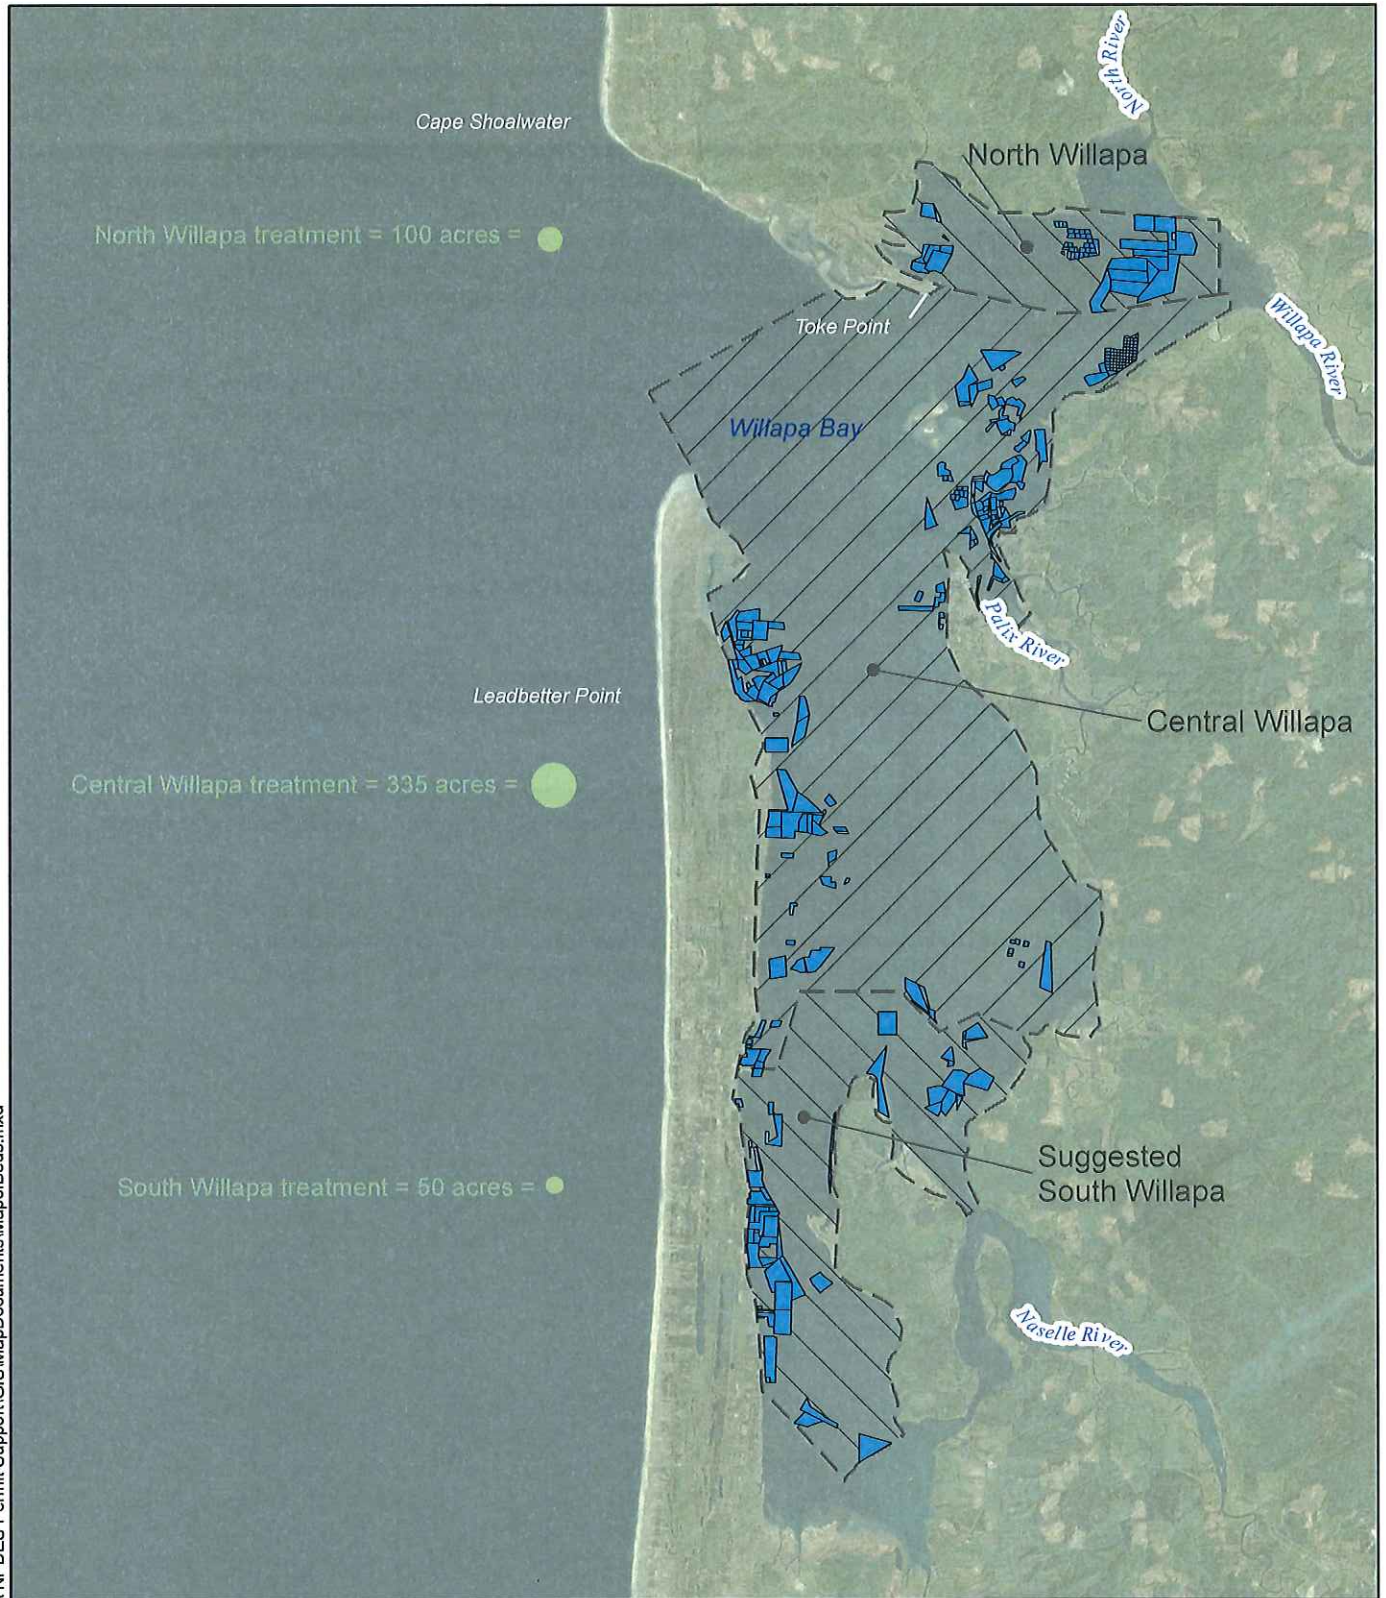 North River
Cape Shoalwater
North Willapa
North Willapa treatment = 100 acres =
Toke Point
Willapa River
Willapa Bay
Palix River
Leadbetter Point
Central Willapa
Central Willapa treatment = 335 acres =
Suggested
South Willapa
South Willapa treatment = 50 acres =
Naselle River